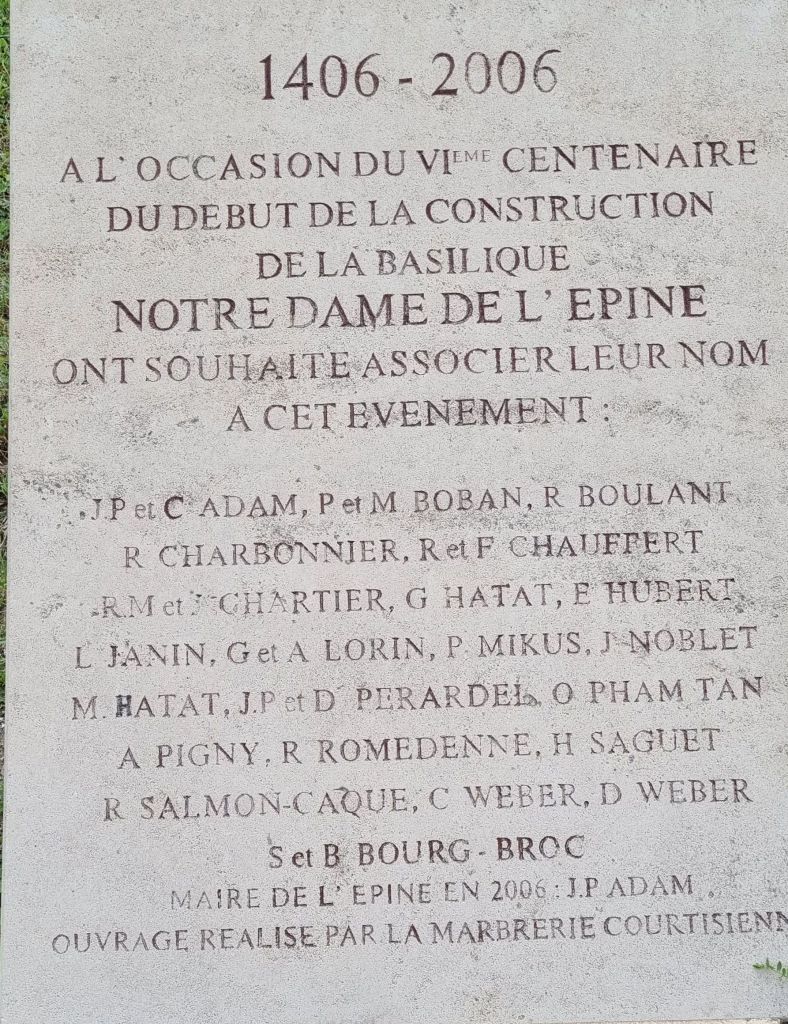 1406 - 2006
A L' OCCASION DU VIEME CENTENAIRE
DU DEBUT DE LA CONSTRUCTION
DE LA BASILIQUE
NOTRE DAME DE L' EPINE
ONT SOUHAITE ASSOCIER LEUR NOM
A CET EVENEMENT :
J.P et C ADAM, P et M BOBAN, R BOULANT
R CHARBONNIER, R et F CHAUFFERT
R.M et J CHARTIER, G HATAT, E HUBERT
L JANIN, G et A LORIN, P MIKUS, J NOBLET
M. HATAT, J.P et D PERARDEL, O PHAM TAN
A PIGNY, R ROMEDENNE, H SAGUET
R SALMON-CAQUE, C WEBER, D WEBER
S et B BOURG - BROC
MAIRE DE L' EPINE EN 2006 : J.P ADAM
OUVRAGE REALISE PAR LA MARBRERIE COURTISIENN